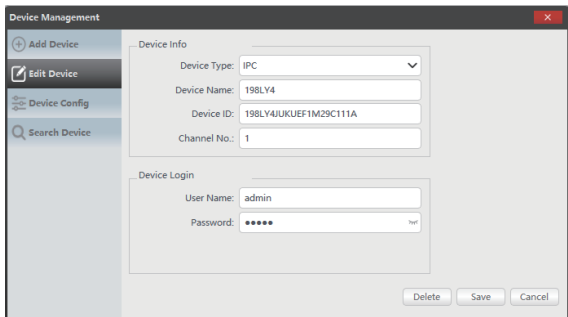 Device Management
Add Device
Edit Device
Device Config
Search Device
Device Info
Device Type: IPC
Device Name: 198LY4
Device ID: 198LY4JUKUEF1M29C111A
Channel No.: 1
Device Login
User Name: admin
Password: •••••
Delete Save Cancel